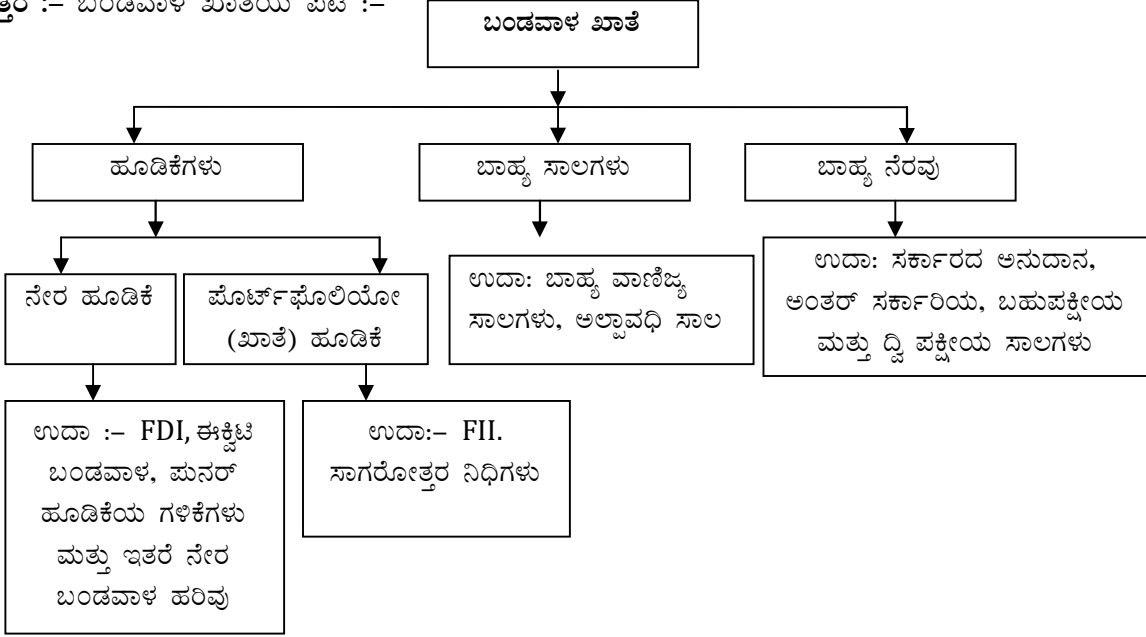 ಬಂಡವಾಳ ಖಾತೆಯ :–
ಬಂಡವಾಳ ಖಾತೆ
ಹೂಡಿಕೆಗಳು
ಬಾಹ್ಯ ಸಾಲಗಳು
ಬಾಹ್ಯ ನೆರವು
ನೇರ ಹೂಡಿಕೆ
ಪೊರ್ಟ್‌ಫೊಲಿಯೋ
(ಖಾತೆ) ಹೂಡಿಕೆ
ಉದಾ: ಬಾಹ್ಯ ವಾಣಿಜ್ಯ
ಸಾಲಗಳು, ಅಲ್ಪಾವಧಿ ಸಾಲ
ಉದಾ: ಸರ್ಕಾರದ ಅನುದಾನ,
ಅಂತರ್ ಸರ್ಕಾರಿಯ, ಬಹುಪಕ್ಷೀಯ
ಮತ್ತು ದ್ವಿ ಪಕ್ಷೀಯ ಸಾಲಗಳು
ಉದಾ :– FDI, ಈಕ್ವಿಟಿ
ಬಂಡವಾಳ, ಪುನರ್
ಹೂಡಿಕೆಯ ಗಳಿಕೆಗಳು
ಮತ್ತು ಇತರೆ ನೇರ
ಬಂಡವಾಳ ಹರಿವು
ಉದಾ:– FII.
ಸಾಗರೋತ್ತರ ನಿಧಿಗಳು